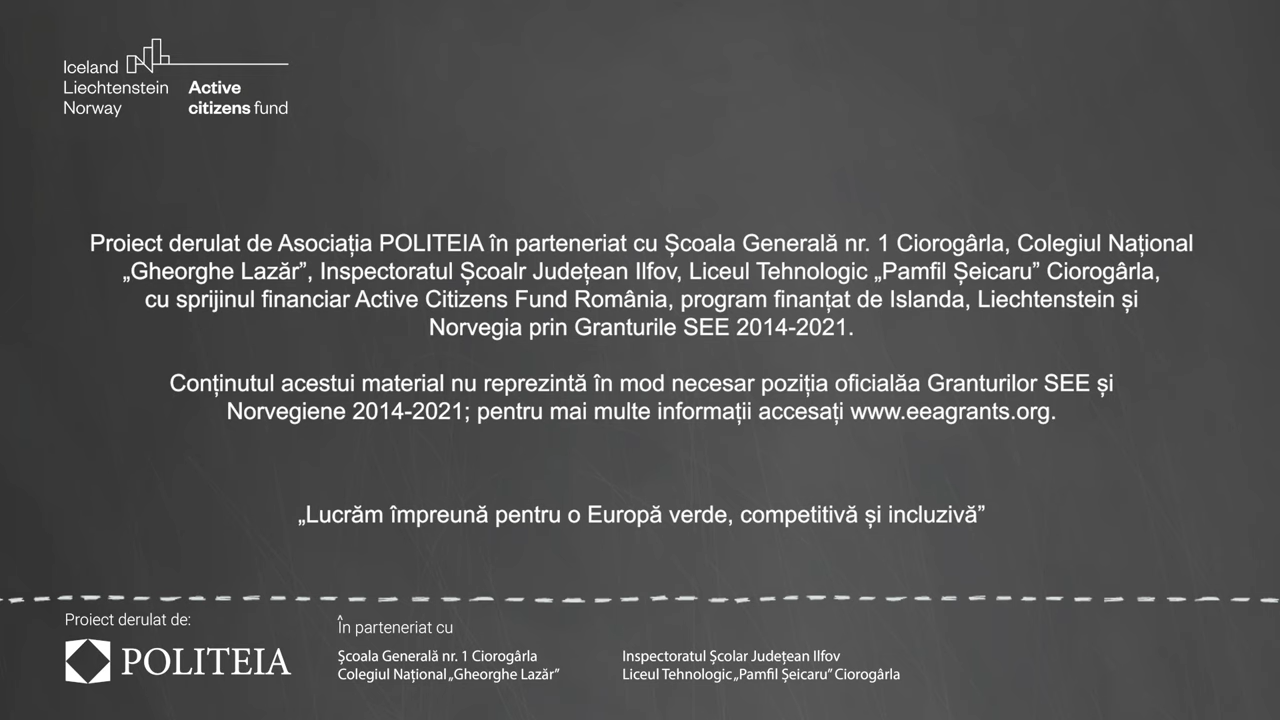 Iceland
Liechtenstein
Norway
Active
citizens fund
Proiect derulat de Asociația POLITEIA în parteneriat cu Școala Generală nr. 1 Ciorogârla, Colegiul Național
„Gheorghe Lazăr”, Inspectoratul Școalr Județean Ilfov, Liceul Tehnologic „Pamfil Șeicaru” Ciorogârla,
cu sprijinul financiar Active Citizens Fund România, program finanțat de Islanda, Liechtenstein și
Norvegia prin Granturile SEE 2014-2021.
Conținutul acestui material nu reprezintă în mod necesar poziția oficialăa Granturilor SEE și
Norvegiene 2014-2021; pentru mai multe informații accesați www.eeagrants.org.
„Lucrăm împreună pentru o Europă verde, competitivă și incluzivă”
Proiect derulat de:
POLITEIA
În parteneriat cu
Școala Generală nr. 1 Ciorogârla
Colegiul Național „Gheorghe Lazăr”
Inspectoratul Școlar Județean Ilfov
Liceul Tehnologic „Pamfil Șeicaru” Ciorogârla